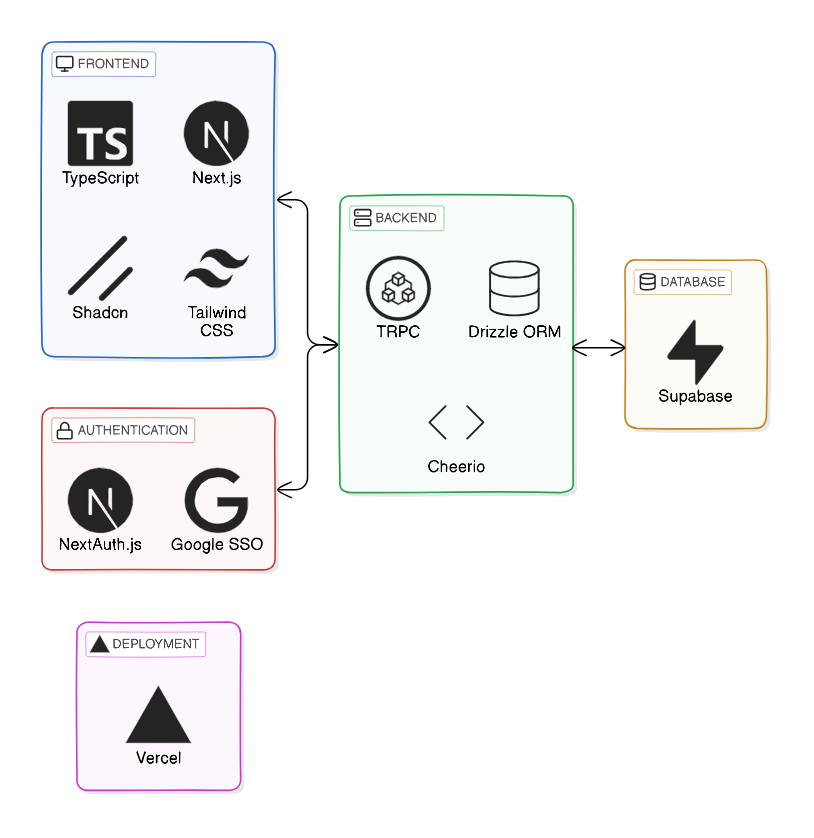 FRONTEND
TS
TypeScript
N
Next.js
Shadcn
Tailwind
CSS
AUTHENTICATION
N
NextAuth.js
G
Google SSO
DEPLOYMENT
Vercel
BACKEND
TRPC
Drizzle ORM
Cheerio
DATABASE
Supabase